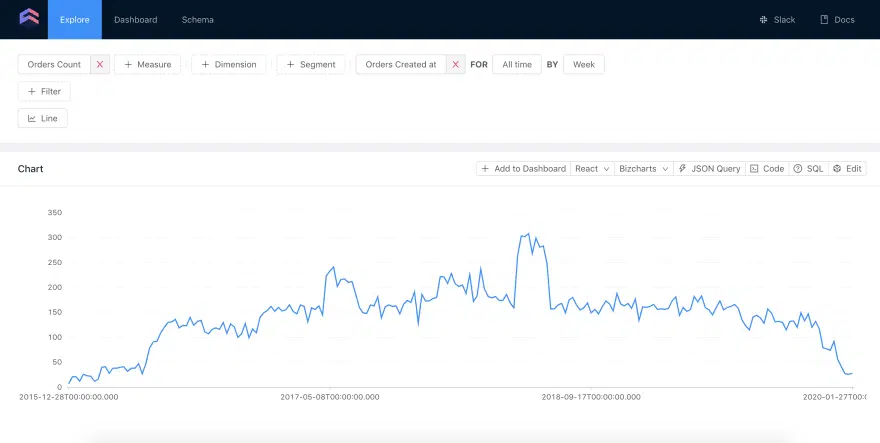 Explore Dashboard Schema Slack Docs
Orders Count X + Measure + Dimension + Segment Orders Created at X FOR All time BY Week
+ Filter
Line
Chart + Add to Dashboard React Bizcharts JSON Query Code SQL Edit
350
300
250
200
150
100
50
0
2015-12-28T00:00:00.000 2017-05-08T00:00:00.000 2018-09-17T00:00:00.000 2020-01-27T00: